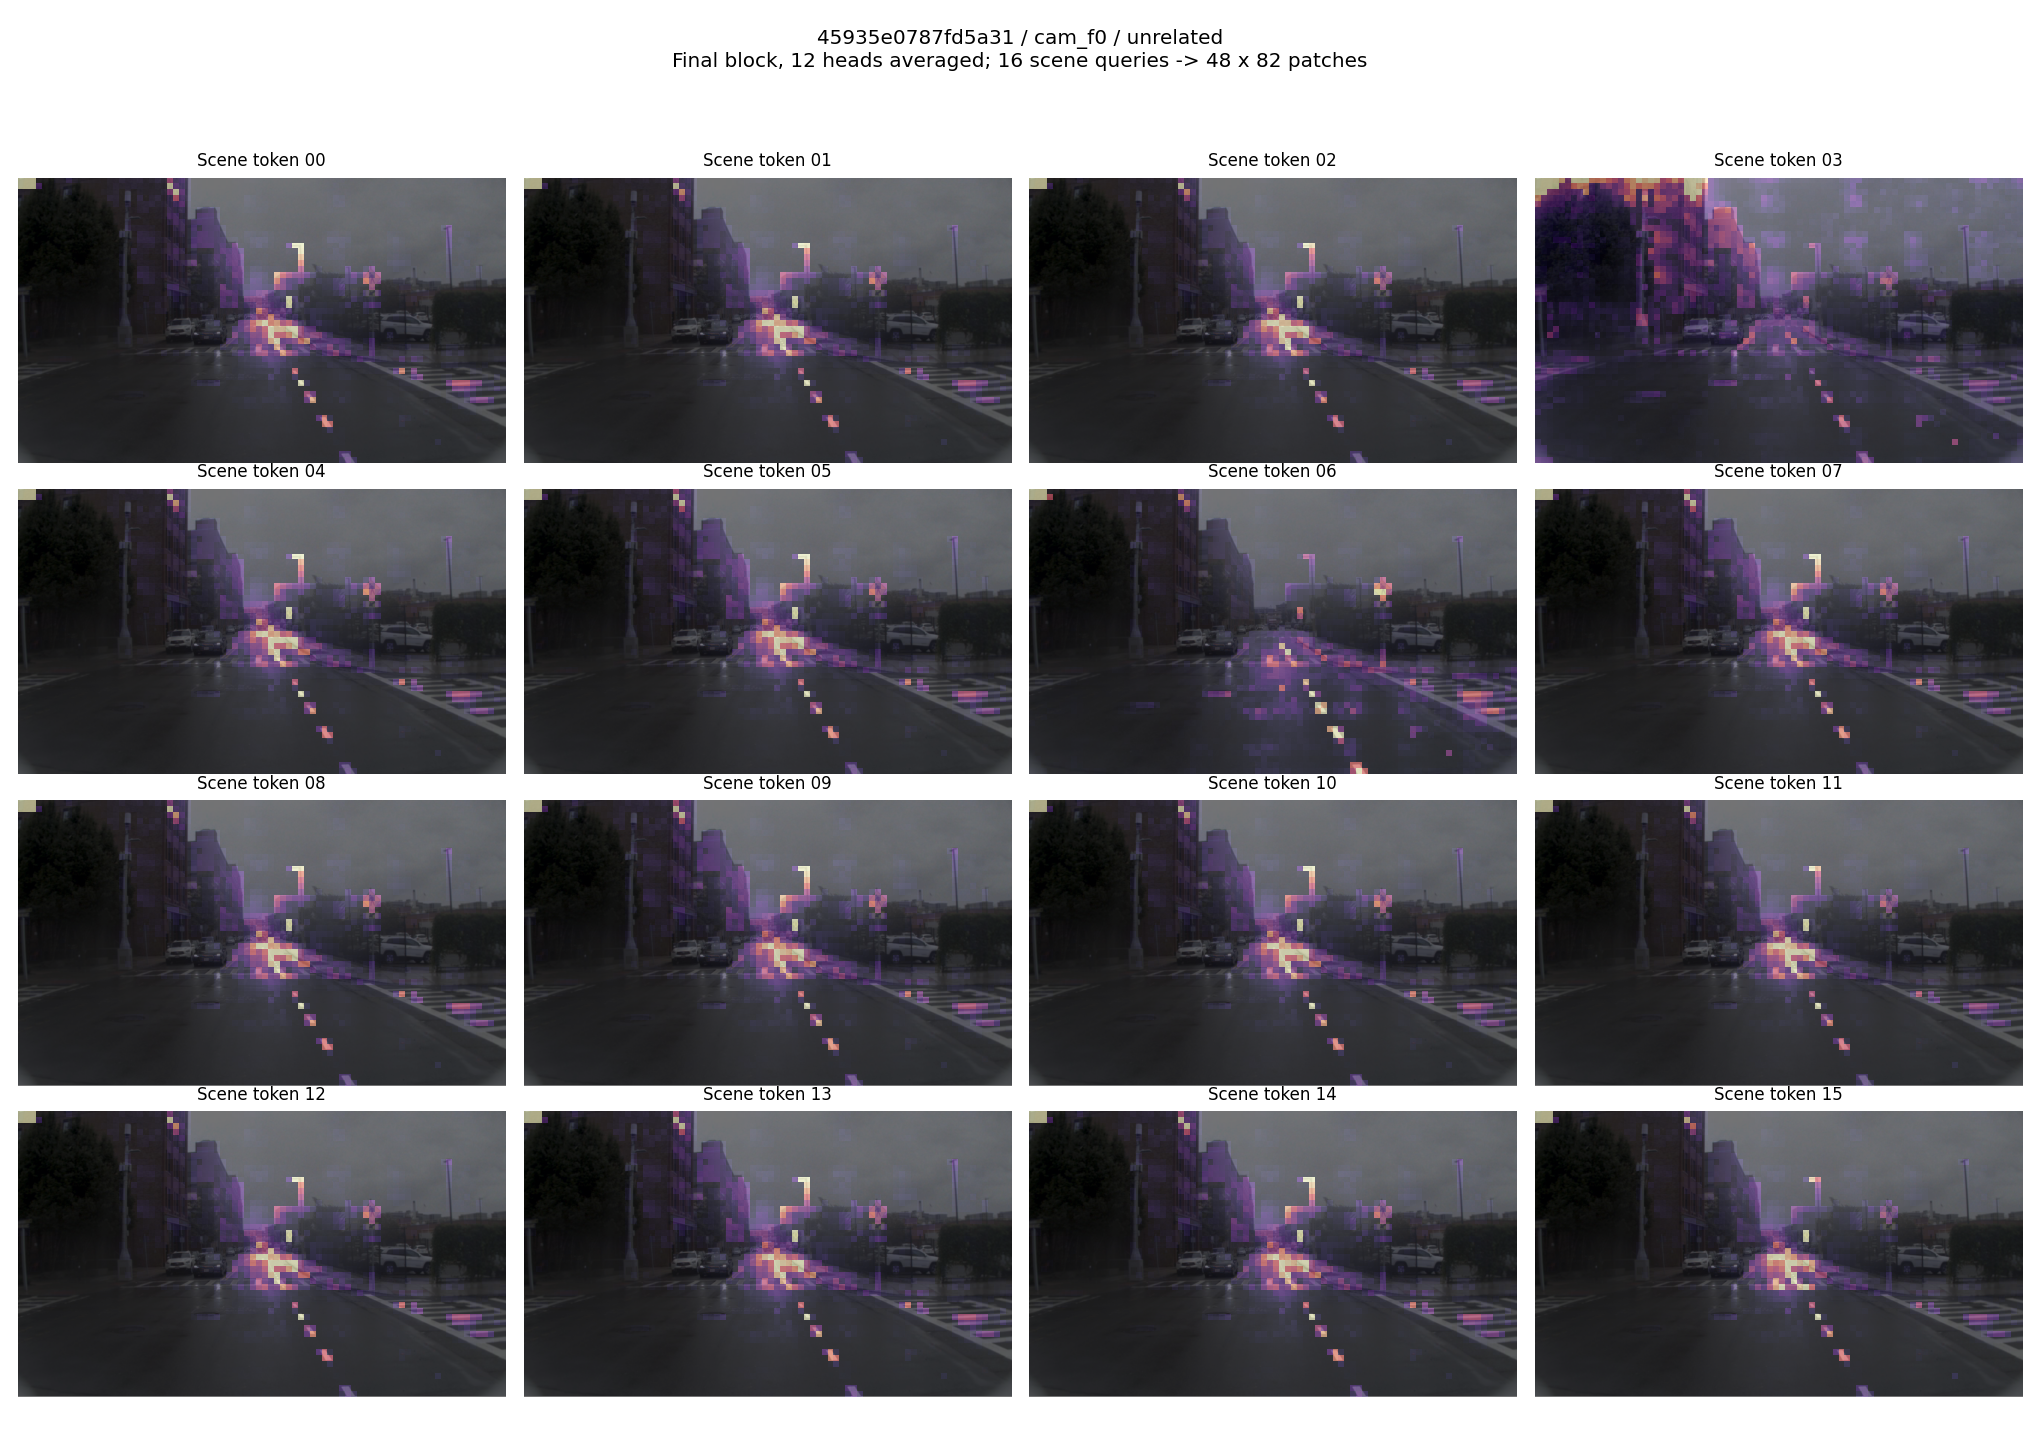 45935e0787fd5a31 / cam_f0 / unrelated
Final block, 12 heads averaged; 16 scene queries -> 48 x 82 patches
Scene token 00
Scene token 01
Scene token 02
Scene token 03
Scene token 04
Scene token 05
Scene token 06
Scene token 07
Scene token 08
Scene token 09
Scene token 10
Scene token 11
Scene token 12
Scene token 13
Scene token 14
Scene token 15